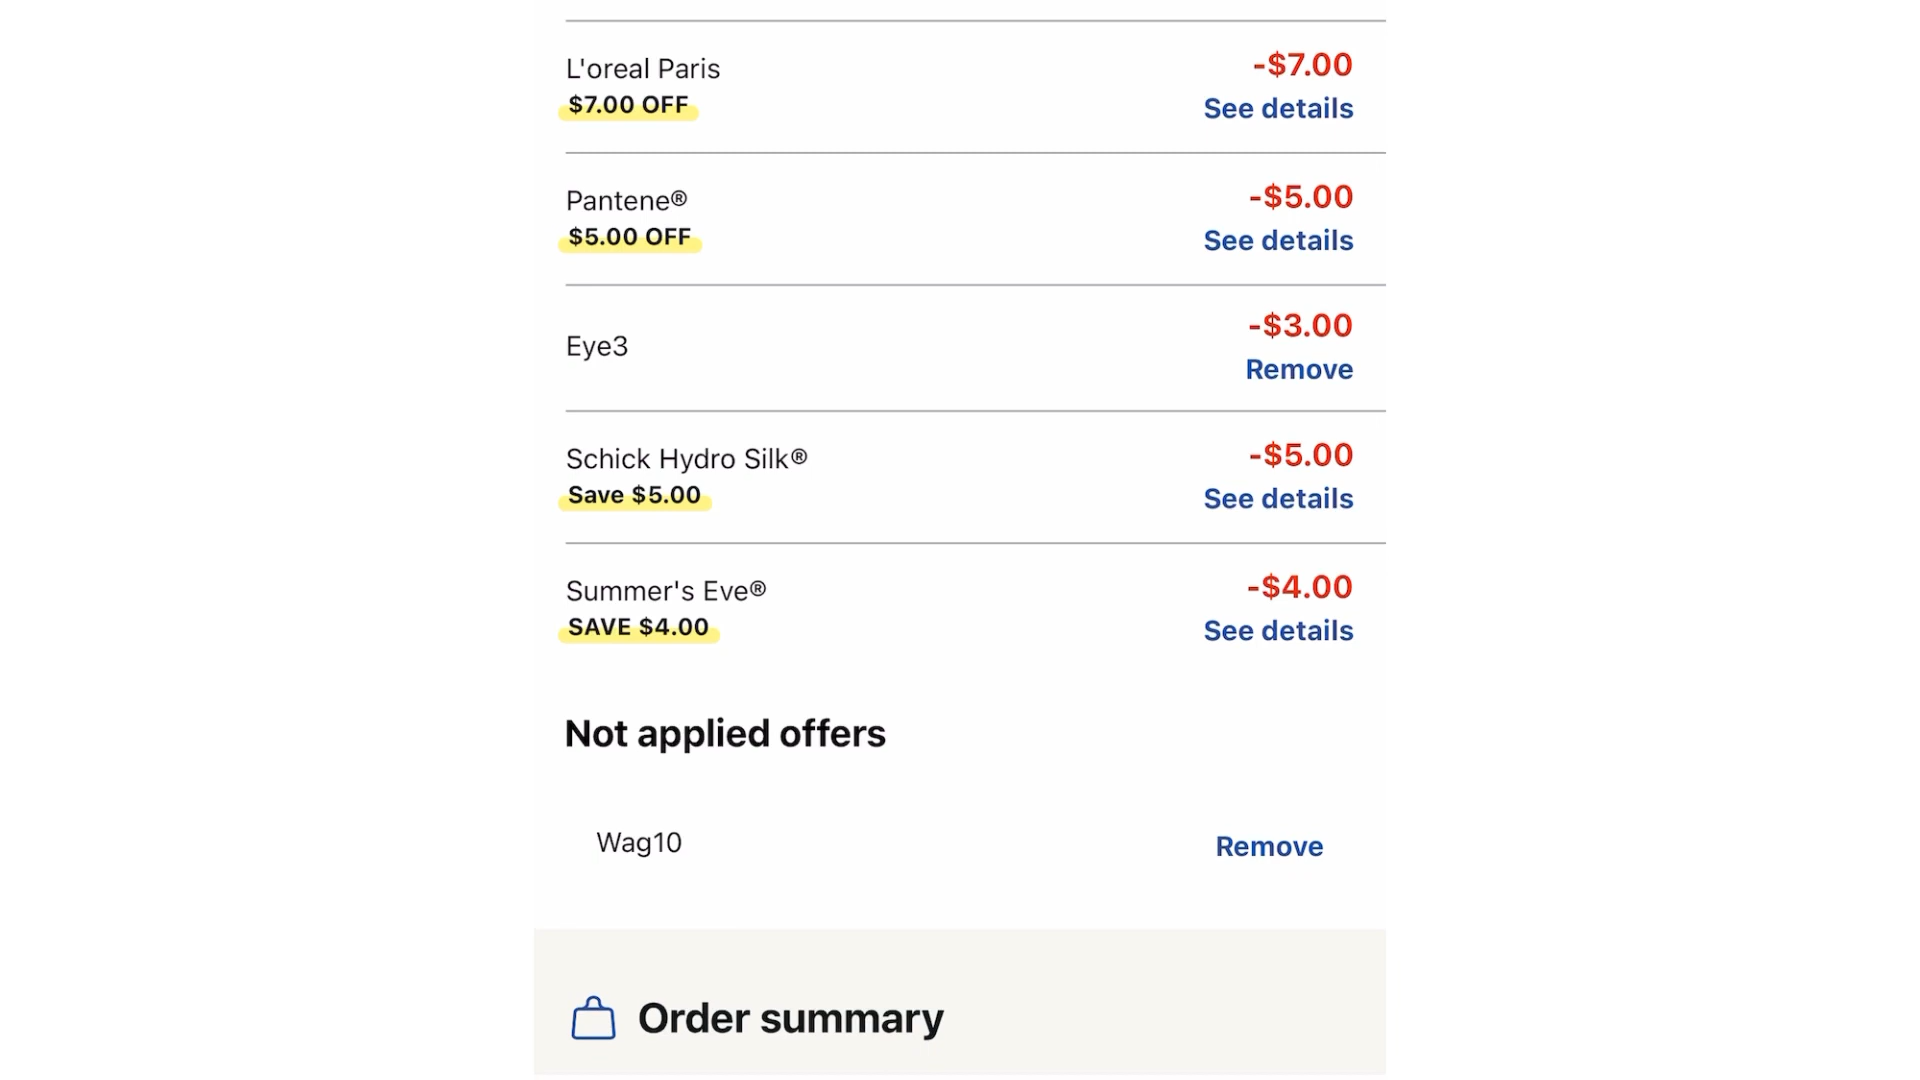 L'oreal Paris
-$7.00
$7.00 OFF
See details
Pantene®
-$5.00
$5.00 OFF
See details
Eye3
-$3.00
Remove
Schick Hydro Silk®
-$5.00
Save $5.00
See details
Summer's Eve®
-$4.00
SAVE $4.00
See details
Not applied offers
Wag10
Remove
Order summary